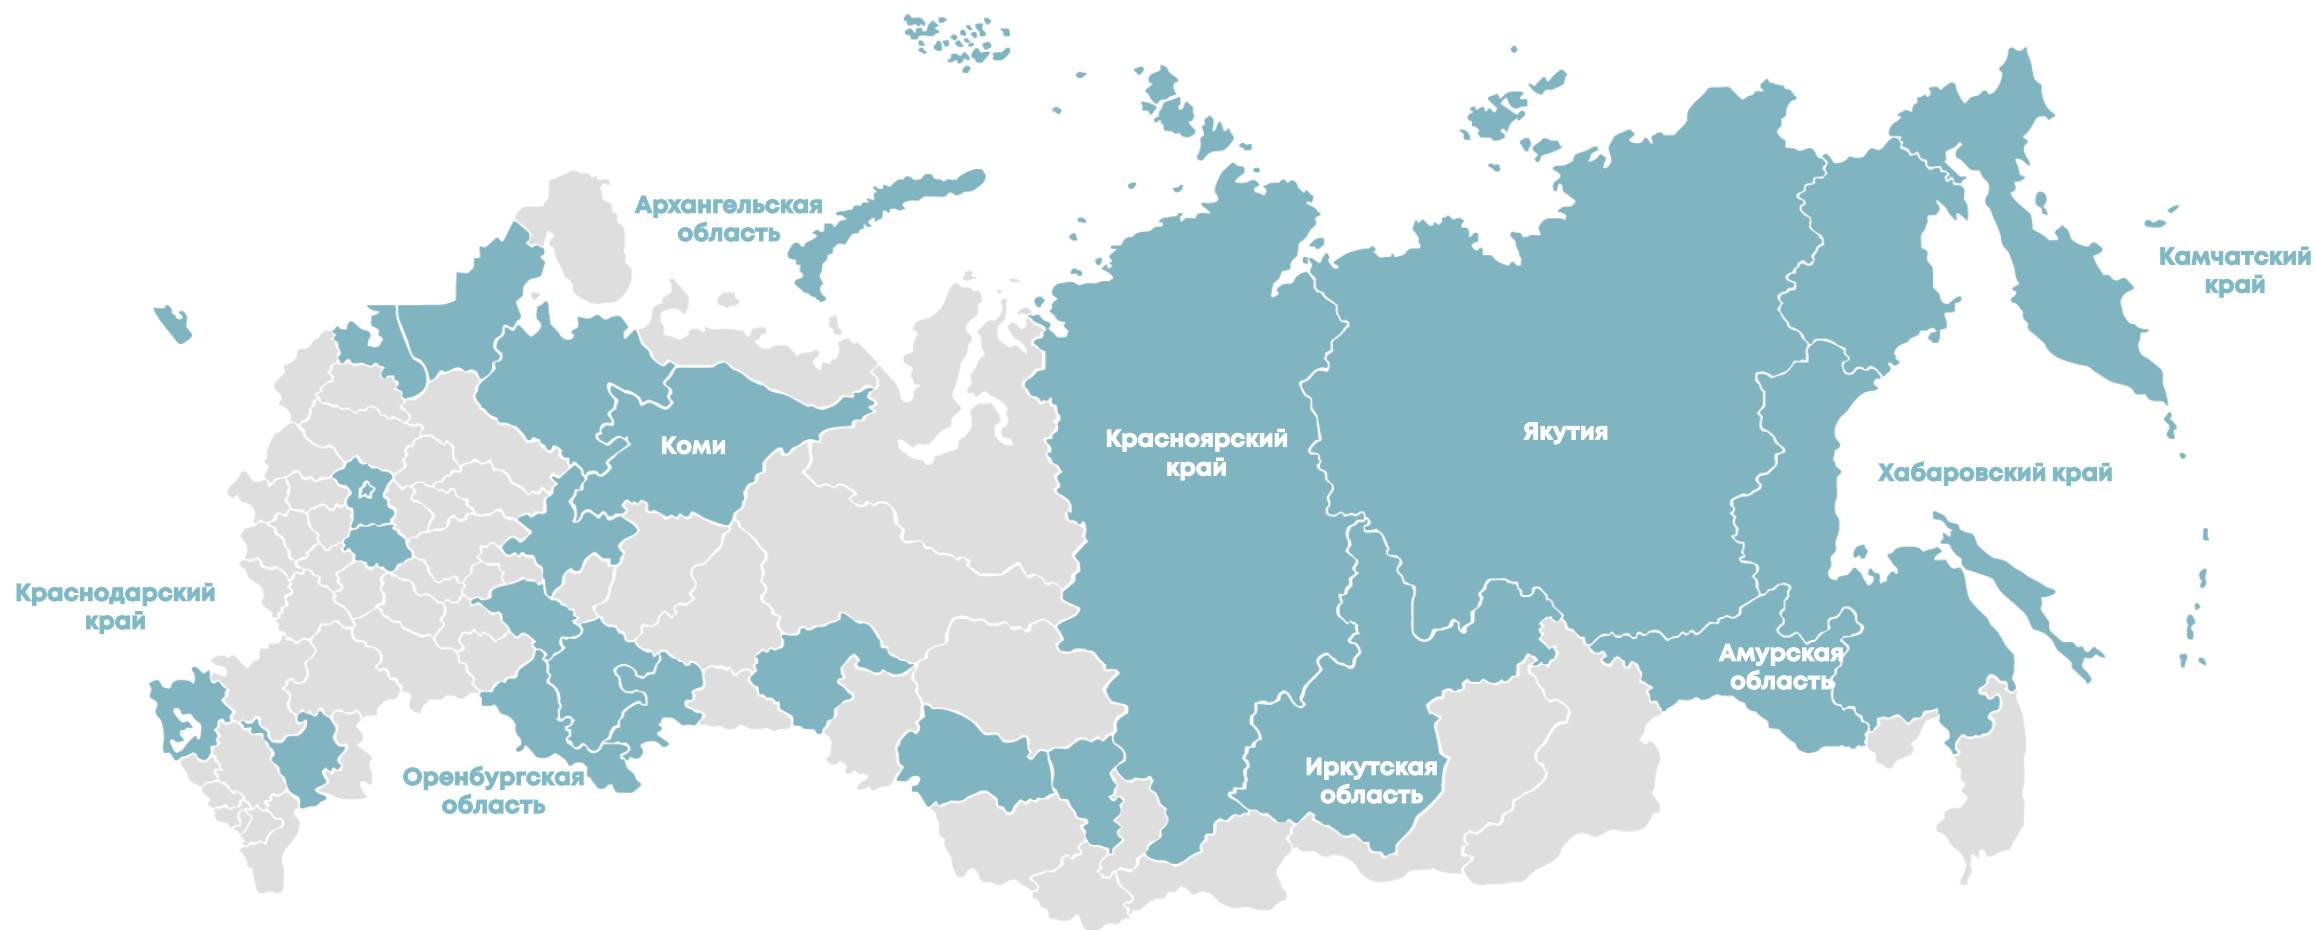 Архангельская
область
Камчатский
край
Коми
Красноярский
край
Якутия
Хабаровский край
Краснодарский
край
Амурская
область
Оренбургская
область
Иркутская
область